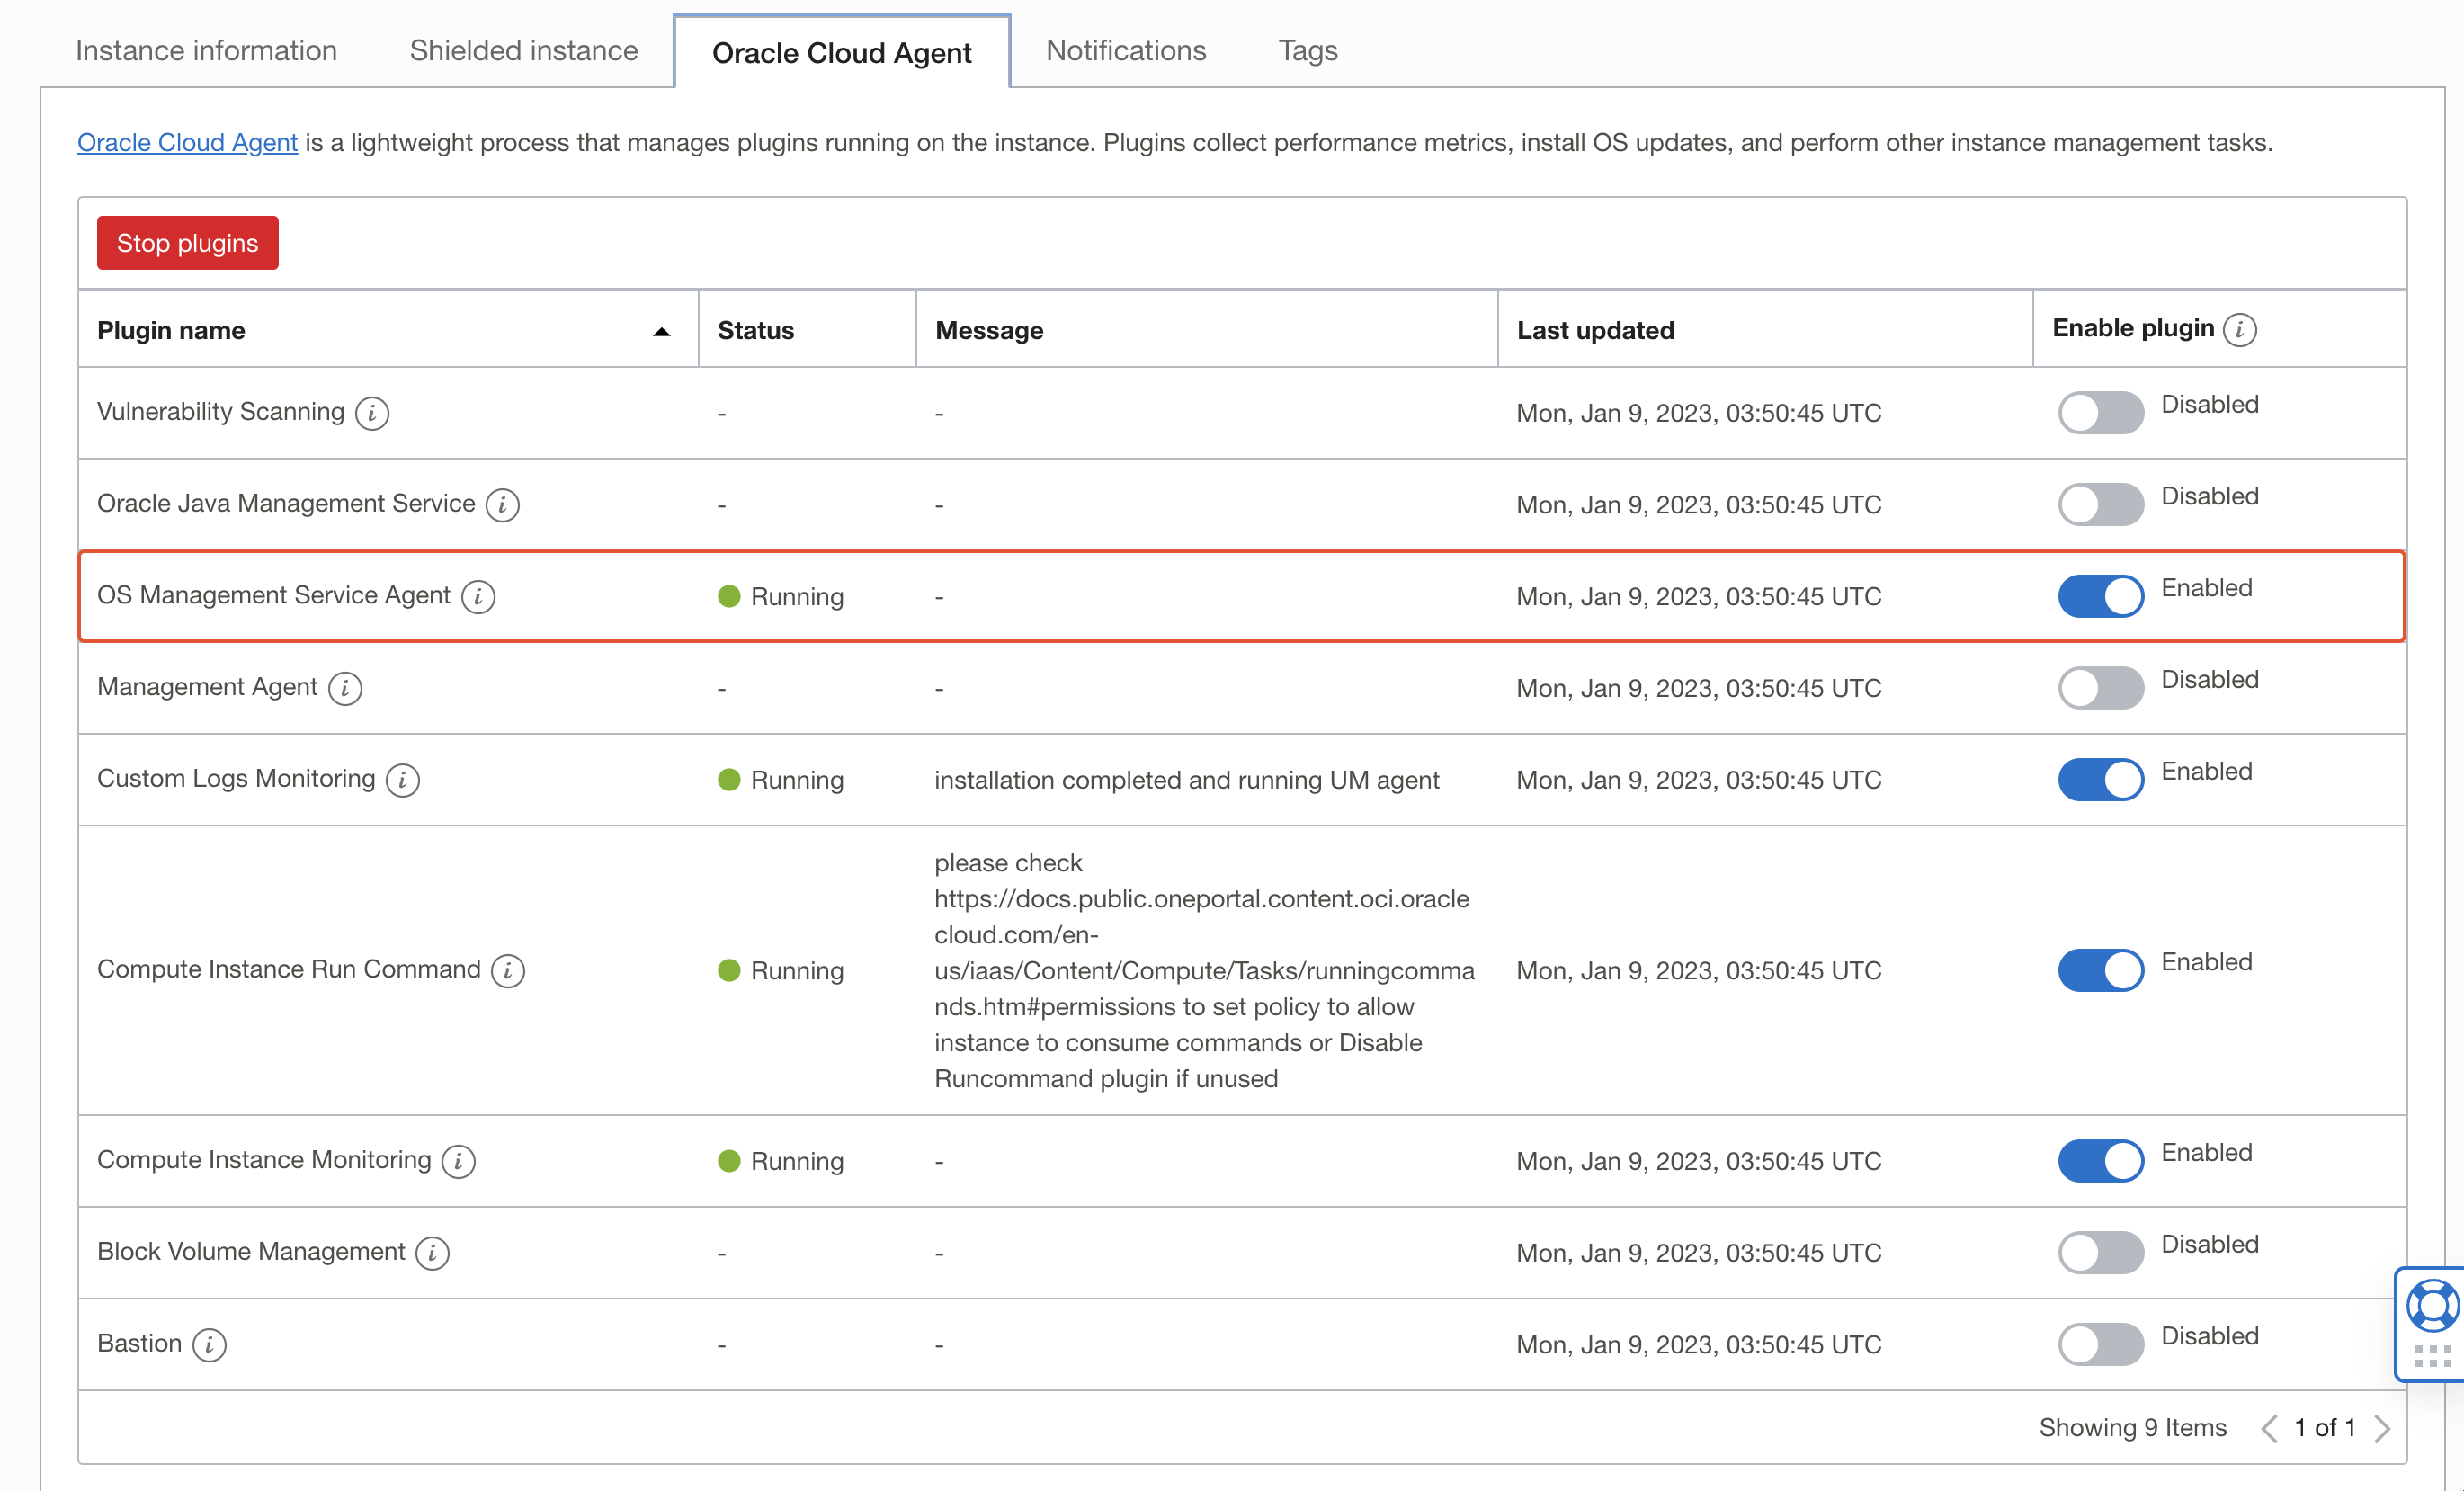 Instance information Shielded instance Oracle Cloud Agent Notifications Tags
Oracle Cloud Agent is a lightweight process that manages plugins running on the instance. Plugins collect performance metrics, install OS updates, and perform other instance management tasks.
Stop plugins
Plugin name Status Message Last updated Enable plugin i
Vulnerability Scanning i - - Mon, Jan 9, 2023, 03:50:45 UTC Disabled
Oracle Java Management Service i - - Mon, Jan 9, 2023, 03:50:45 UTC Disabled
OS Management Service Agent i Running - Mon, Jan 9, 2023, 03:50:45 UTC Enabled
Management Agent i - - Mon, Jan 9, 2023, 03:50:45 UTC Disabled
Custom Logs Monitoring i Running installation completed and running UM agent Mon, Jan 9, 2023, 03:50:45 UTC Enabled
please check
https://docs.public.oneportal.content.oci.oracle
cloud.com/en-
Compute Instance Run Command i Running us/iaas/Content/Compute/Tasks/runningcomma Mon, Jan 9, 2023, 03:50:45 UTC Enabled
nds.htm#permissions to set policy to allow
instance to consume commands or Disable
Runcommand plugin if unused
Compute Instance Monitoring i Running - Mon, Jan 9, 2023, 03:50:45 UTC Enabled
Block Volume Management i - - Mon, Jan 9, 2023, 03:50:45 UTC Disabled
Bastion i - - Mon, Jan 9, 2023, 03:50:45 UTC Disabled
Showing 9 Items 1 of 1